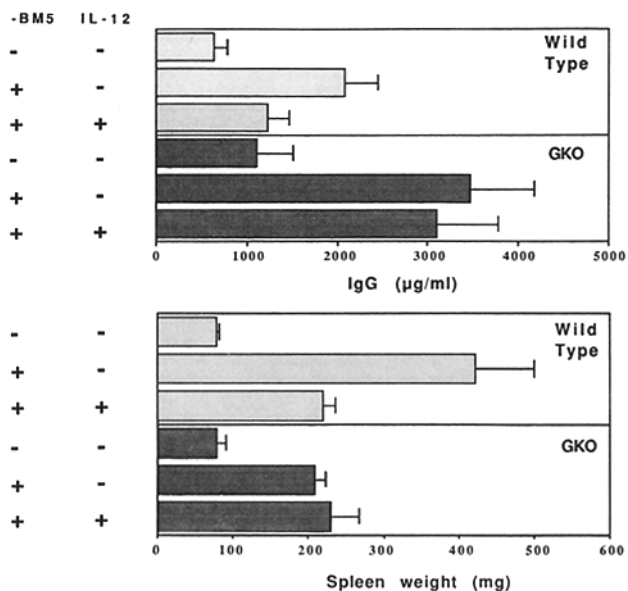 -BM5 IL-12
- -
+ -
+ +
- -
+ -
+ +
Wild
Type
GKO
0 1000 2000 3000 4000 5000
IgG (µg/ml)
- -
+ -
+ +
- -
+ -
+ +
Wild
Type
GKO
0 100 200 300 400 500 600
Spleen weight (mg)